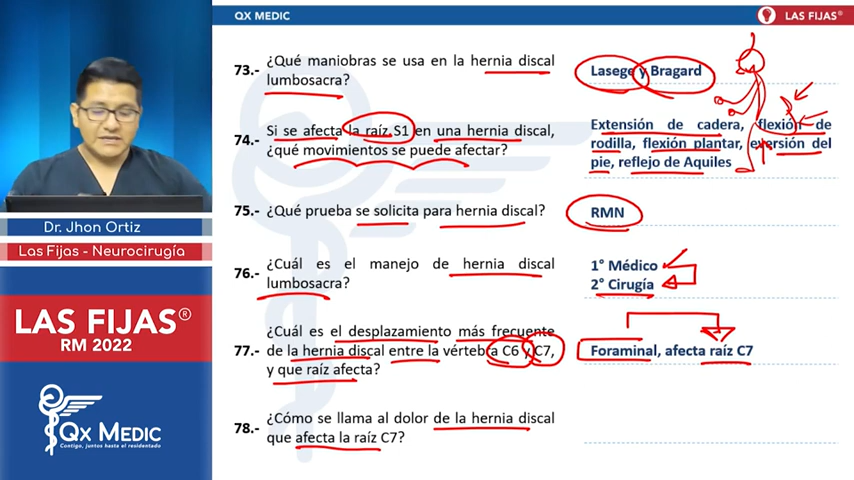 QX MEDIC
LAS FIJAS®
73.- ¿Qué maniobras se usa en la hernia discal
lumbosacra?
Lasege y Bragard
74.- Si se afecta la raíz S1 en una hernia discal,
¿qué movimientos se puede afectar?
Extensión de cadera, flexión de
rodilla, flexión plantar, eversión del
pie, reflejo de Aquiles
75.- ¿Qué prueba se solicita para hernia discal?
RMN
76.- ¿Cuál es el manejo de hernia discal
lumbosacra?
1° Médico
2° Cirugía
77.- ¿Cuál es el desplazamiento más frecuente
de la hernia discal entre la vértebra C6 y C7,
y que raíz afecta?
Foraminal, afecta raíz C7
78.- ¿Cómo se llama al dolor de la hernia discal
que afecta la raíz C7?
Dr. Jhon Ortiz
Las Fijas - Neurocirugía
LAS FIJAS®
RM 2022
QX MEDIC
Contigo, juntos hasta el residentado